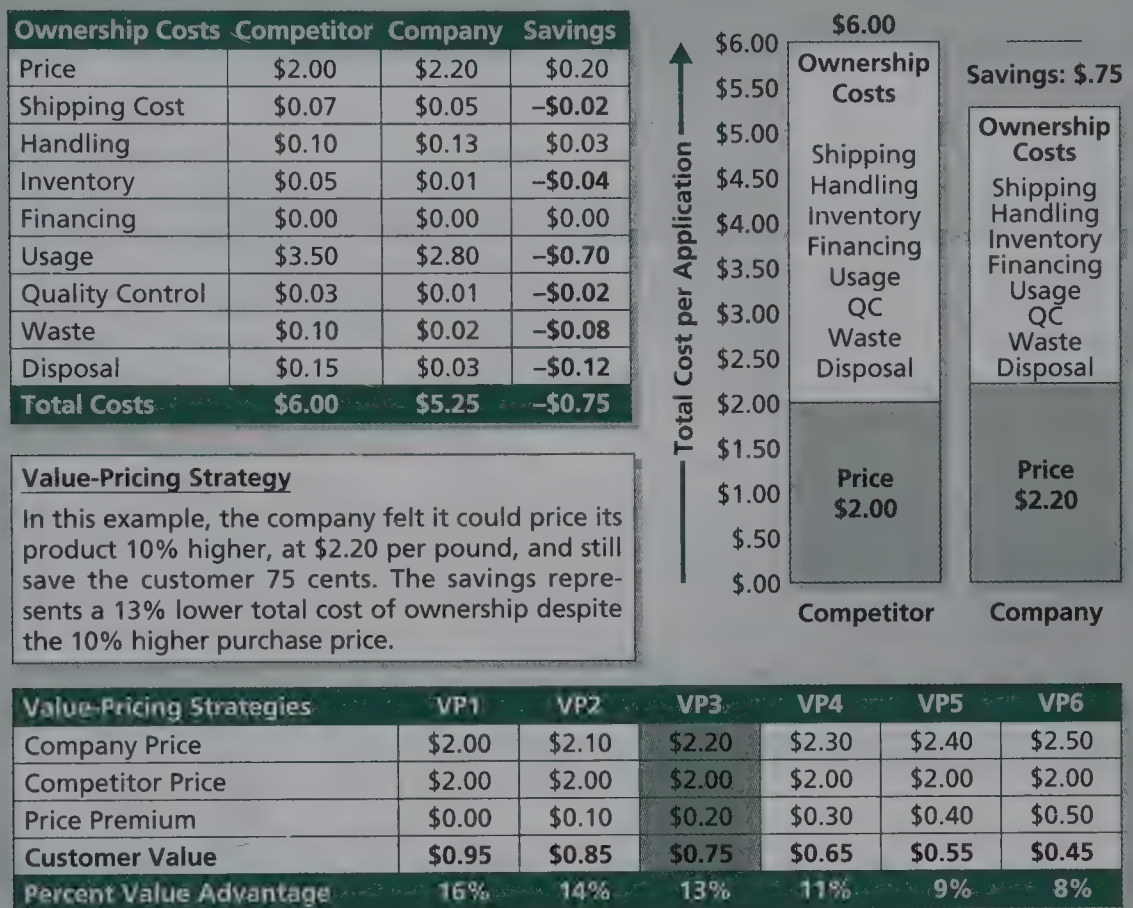 Ownership Costs Competitor Company Savings
Price $2.00 $2.20 $0.20
Shipping Cost $0.07 $0.05 –$0.02
Handling $0.10 $0.13 $0.03
Inventory $0.05 $0.01 –$0.04
Financing $0.00 $0.00 $0.00
Usage $3.50 $2.80 –$0.70
Quality Control $0.03 $0.01 –$0.02
Waste $0.10 $0.02 –$0.08
Disposal $0.15 $0.03 –$0.12
Total Costs $6.00 $5.25 –$0.75
Value-Pricing Strategy
In this example, the company felt it could price its
product 10% higher, at $2.20 per pound, and still
save the customer 75 cents. The savings repre-
sents a 13% lower total cost of ownership despite
the 10% higher purchase price.
Total Cost per Application
$6.00
$5.50
$5.00
$4.50
$4.00
$3.50
$3.00
$2.50
$2.00
$1.50
$1.00
$.50
$.00
$6.00
Ownership
Costs
Shipping
Handling
Inventory
Financing
Usage
QC
Waste
Disposal
Price
$2.00
Competitor
Savings: $.75
Ownership
Costs
Shipping
Handling
Inventory
Financing
Usage
QC
Waste
Disposal
Price
$2.20
Company
Value-Pricing Strategies VP1 VP2 VP3 VP4 VP5 VP6
Company Price $2.00 $2.10 $2.20 $2.30 $2.40 $2.50
Competitor Price $2.00 $2.00 $2.00 $2.00 $2.00 $2.00
Price Premium $0.00 $0.10 $0.20 $0.30 $0.40 $0.50
Customer Value $0.95 $0.85 $0.75 $0.65 $0.55 $0.45
Percent Value Advantage 16% 14% 13% 11% 9% 8%